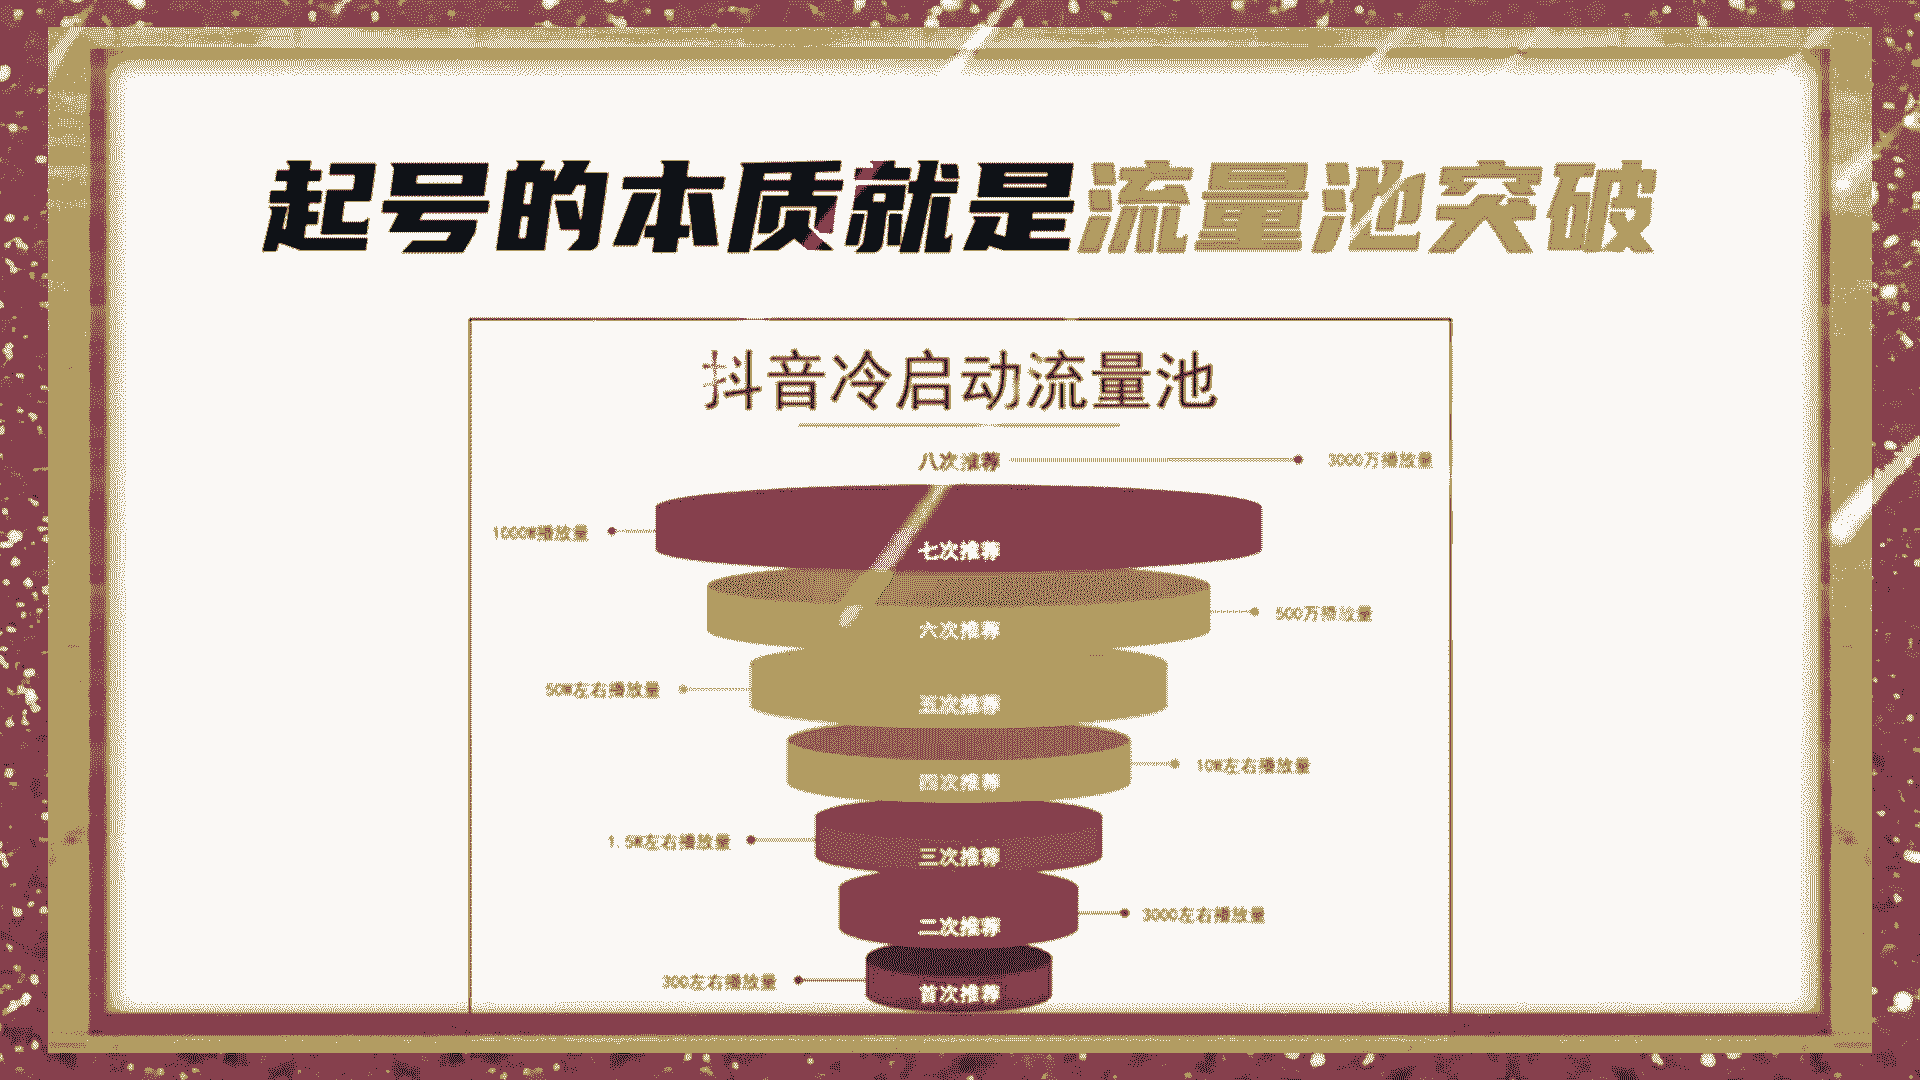 起号的本质就是流量池突破
抖音冷启动流量池
八次推荐
3000万播放量
1000W播放量
七次推荐
六次推荐
500万播放量
50W左右播放量
五次推荐
四次推荐
10W左右播放量
1.5W左右播放量
三次推荐
二次推荐
3000左右播放量
300左右播放量
首次推荐